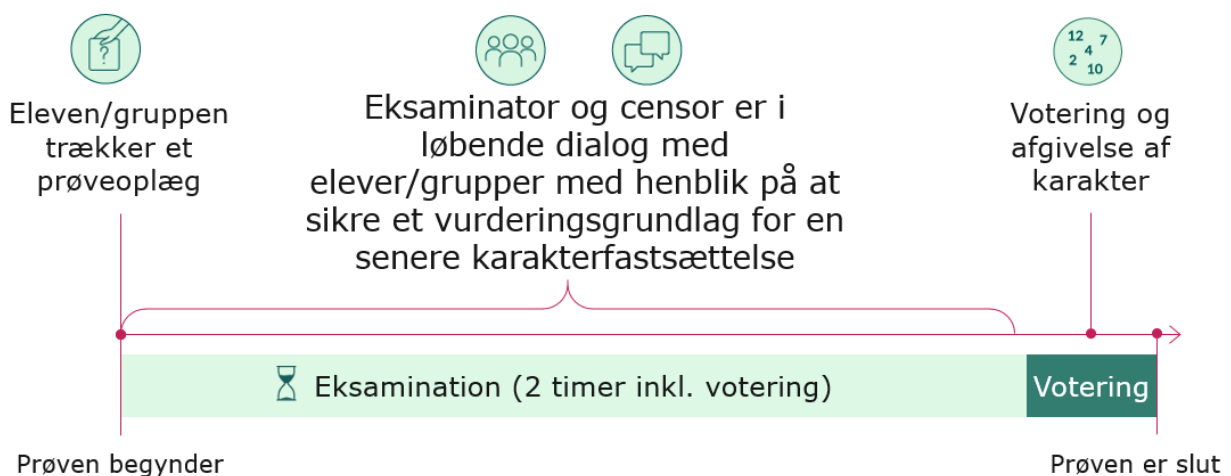 ?
12
7
4
2
10
Eleven/gruppen
trækker et
prøveoplæg
Eksaminator og censor er i
løbende dialog med
elever/grupper med henblik på at
sikre et vurderingsgrundlag for en
senere karakterfastsættelse
Votering og
afgivelse af
karakter
Eksamination (2 timer inkl. votering)
Votering
Prøven begynder
Prøven er slut